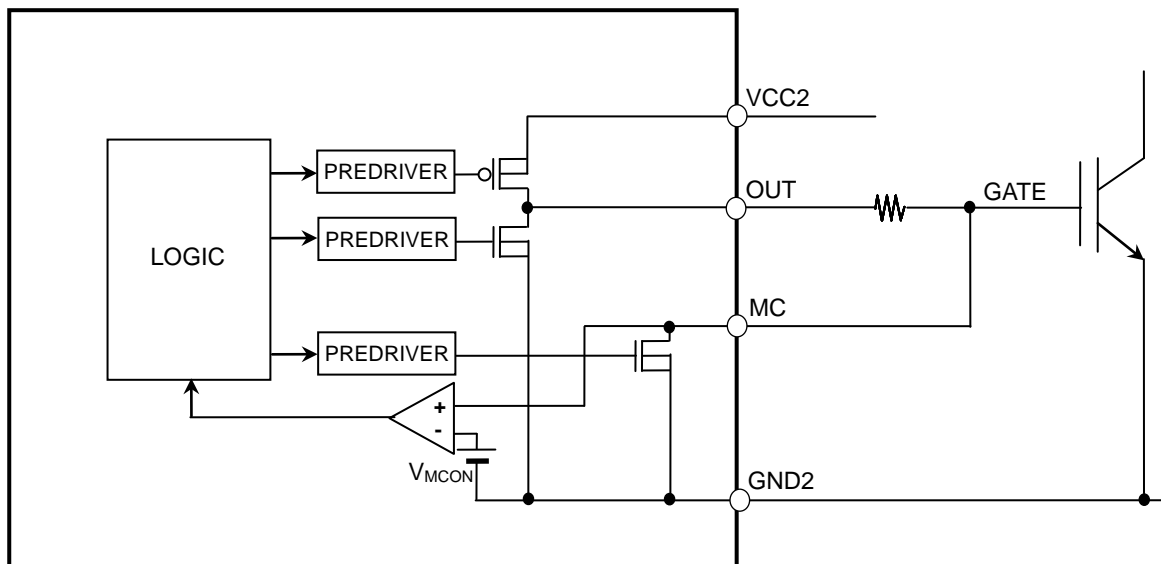 VCC2
PREDRIVER
OUT
GATE
PREDRIVER
LOGIC
MC
PREDRIVER
+
-
VMCON
GND2